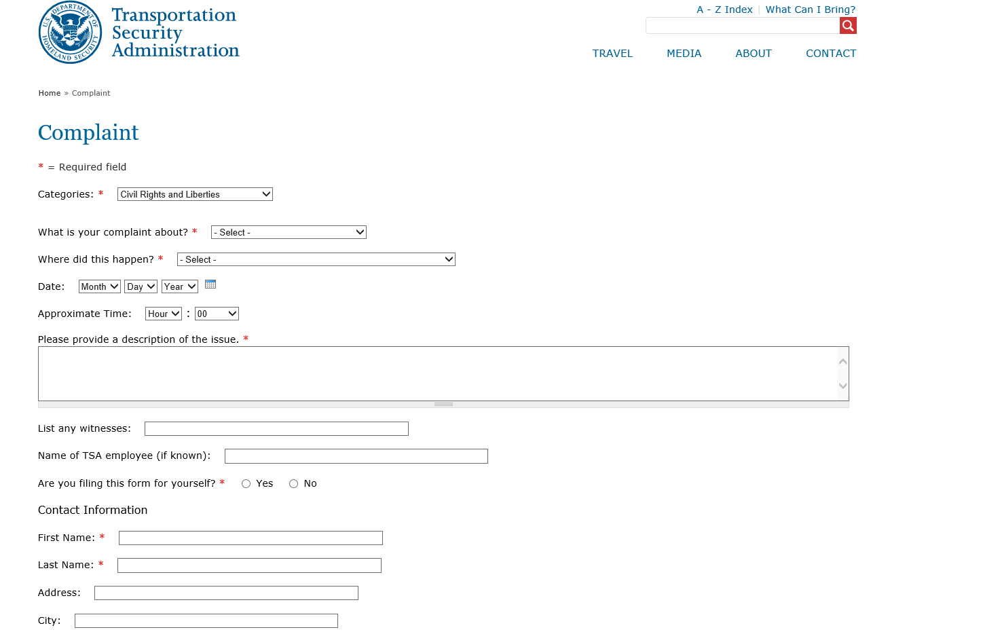 A - Z Index | What Can I Bring?
U.S. DEPARTMENT OF HOMELAND SECURITY
Transportation
Security
Administration
TRAVEL MEDIA ABOUT CONTACT
Home » Complaint
Complaint
* = Required field
Categories: * Civil Rights and Liberties
What is your complaint about? * - Select -
Where did this happen? * - Select -
Date: Month Day Year
Approximate Time: Hour : 00
Please provide a description of the issue. *
List any witnesses:
Name of TSA employee (if known):
Are you filing this form for yourself? * Yes No
Contact Information
First Name: *
Last Name: *
Address:
City: